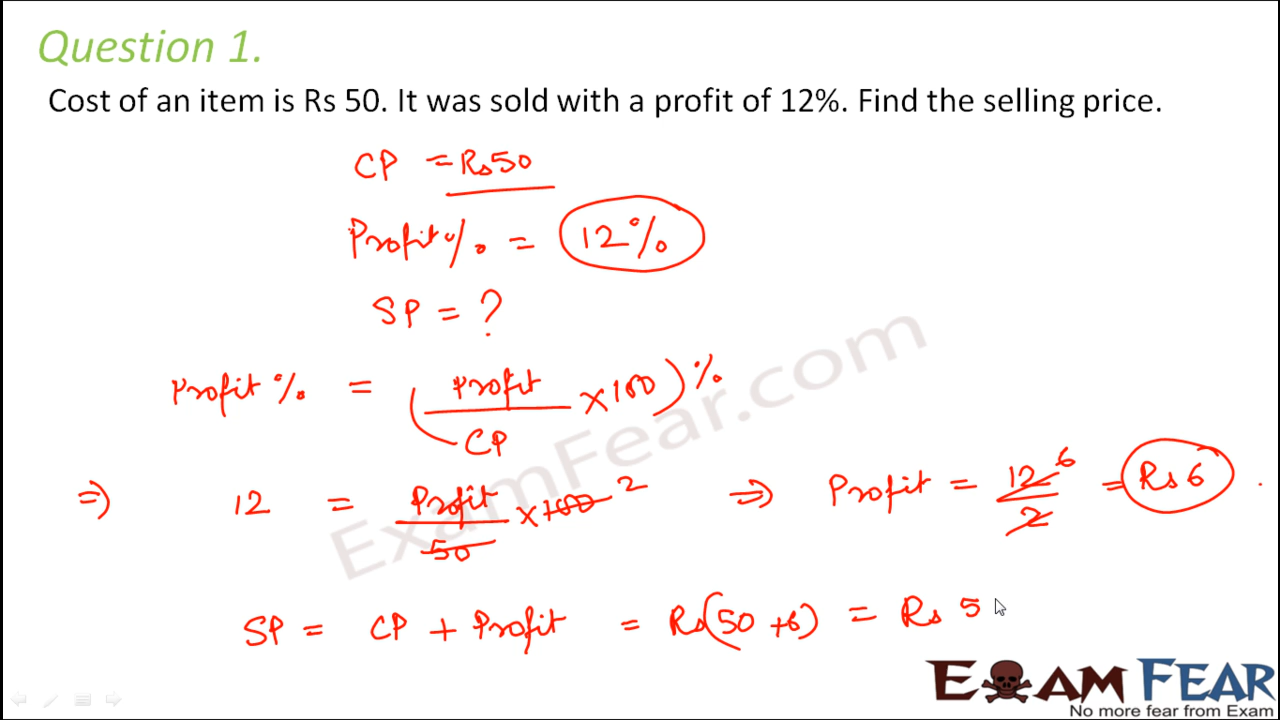 Question 1.
Cost of an item is Rs 50. It was sold with a profit of 12%. Find the selling price.
CP = Rs 50
Profit % = 12%
SP = ?
Profit % = (Profit / CP × 100) %
⇒ 12 = Profit / 50 × 100 2 ⇒ Profit = 12 6 / 2 = Rs 6 .
SP = CP + Profit = Rs (50 + 6) = Rs 5
ExamFear.com
EXAM FEAR
No more fear from Exam